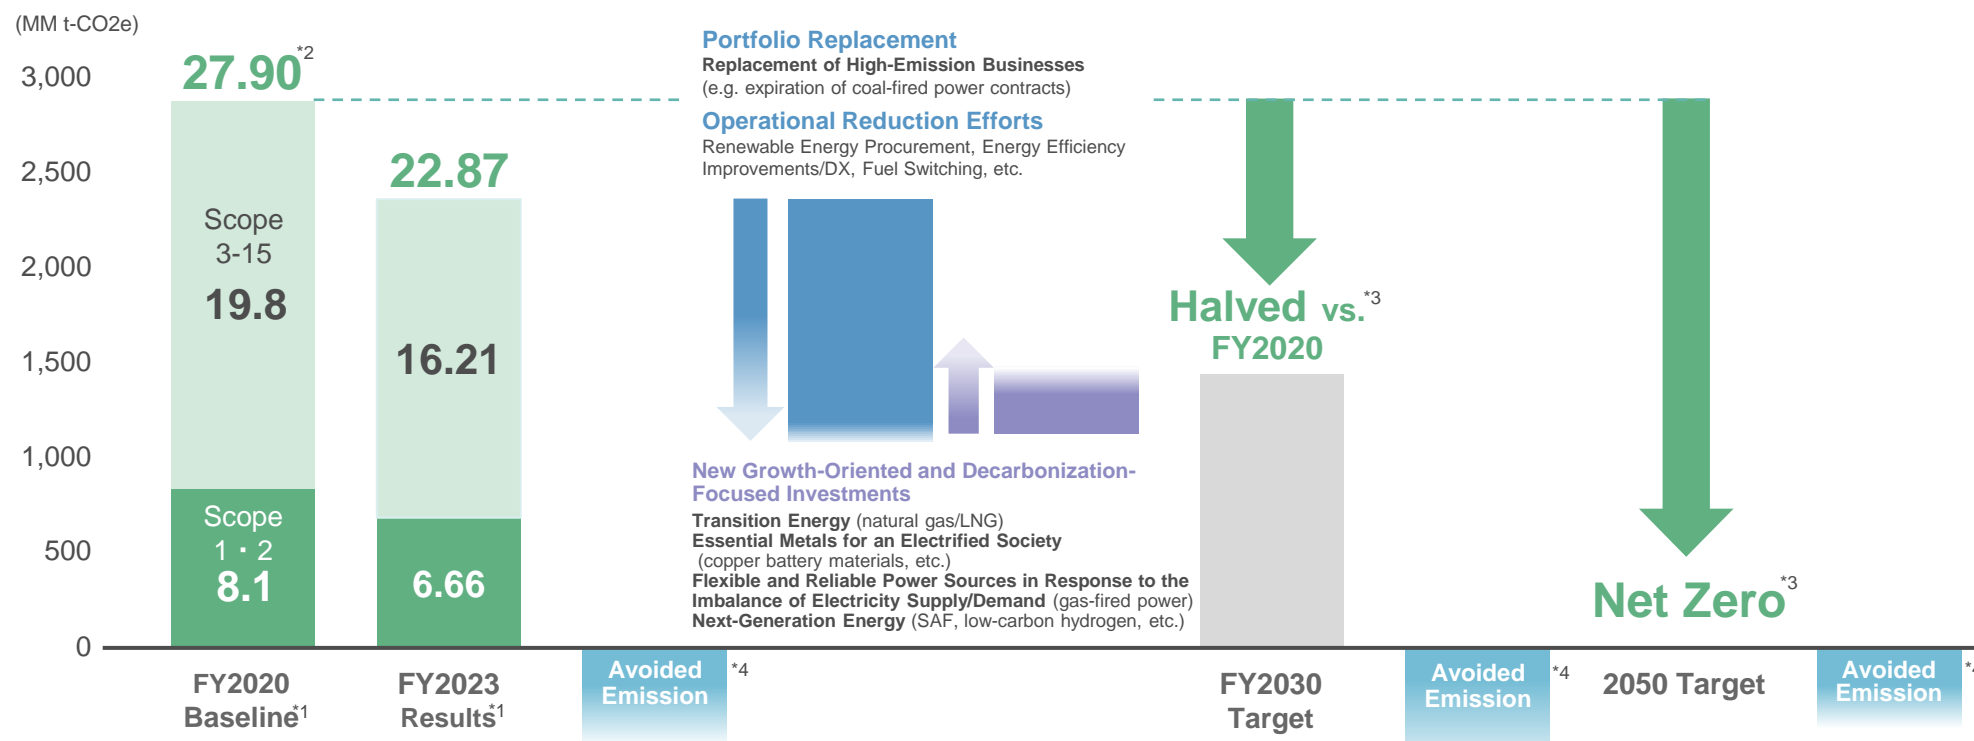 (MM t-CO2e)
3,000
2,500
2,000
1,500
1,000
500
0
27.90*2
Scope
3-15
19.8
Scope
1・2
8.1
FY2020
Baseline*1
22.87
16.21
6.66
FY2023
Results*1
Avoided
Emission
*4
Portfolio Replacement
Replacement of High-Emission Businesses
(e.g. expiration of coal-fired power contracts)
Operational Reduction Efforts
Renewable Energy Procurement, Energy Efficiency
Improvements/DX, Fuel Switching, etc.
New Growth-Oriented and Decarbonization-
Focused Investments
Transition Energy (natural gas/LNG)
Essential Metals for an Electrified Society
(copper battery materials, etc.)
Flexible and Reliable Power Sources in Response to the
Imbalance of Electricity Supply/Demand (gas-fired power)
Next-Generation Energy (SAF, low-carbon hydrogen, etc.)
Halved vs.*3
FY2020
FY2030
Target
Avoided
Emission
*4
Net Zero*3
2050 Target
Avoided
Emission